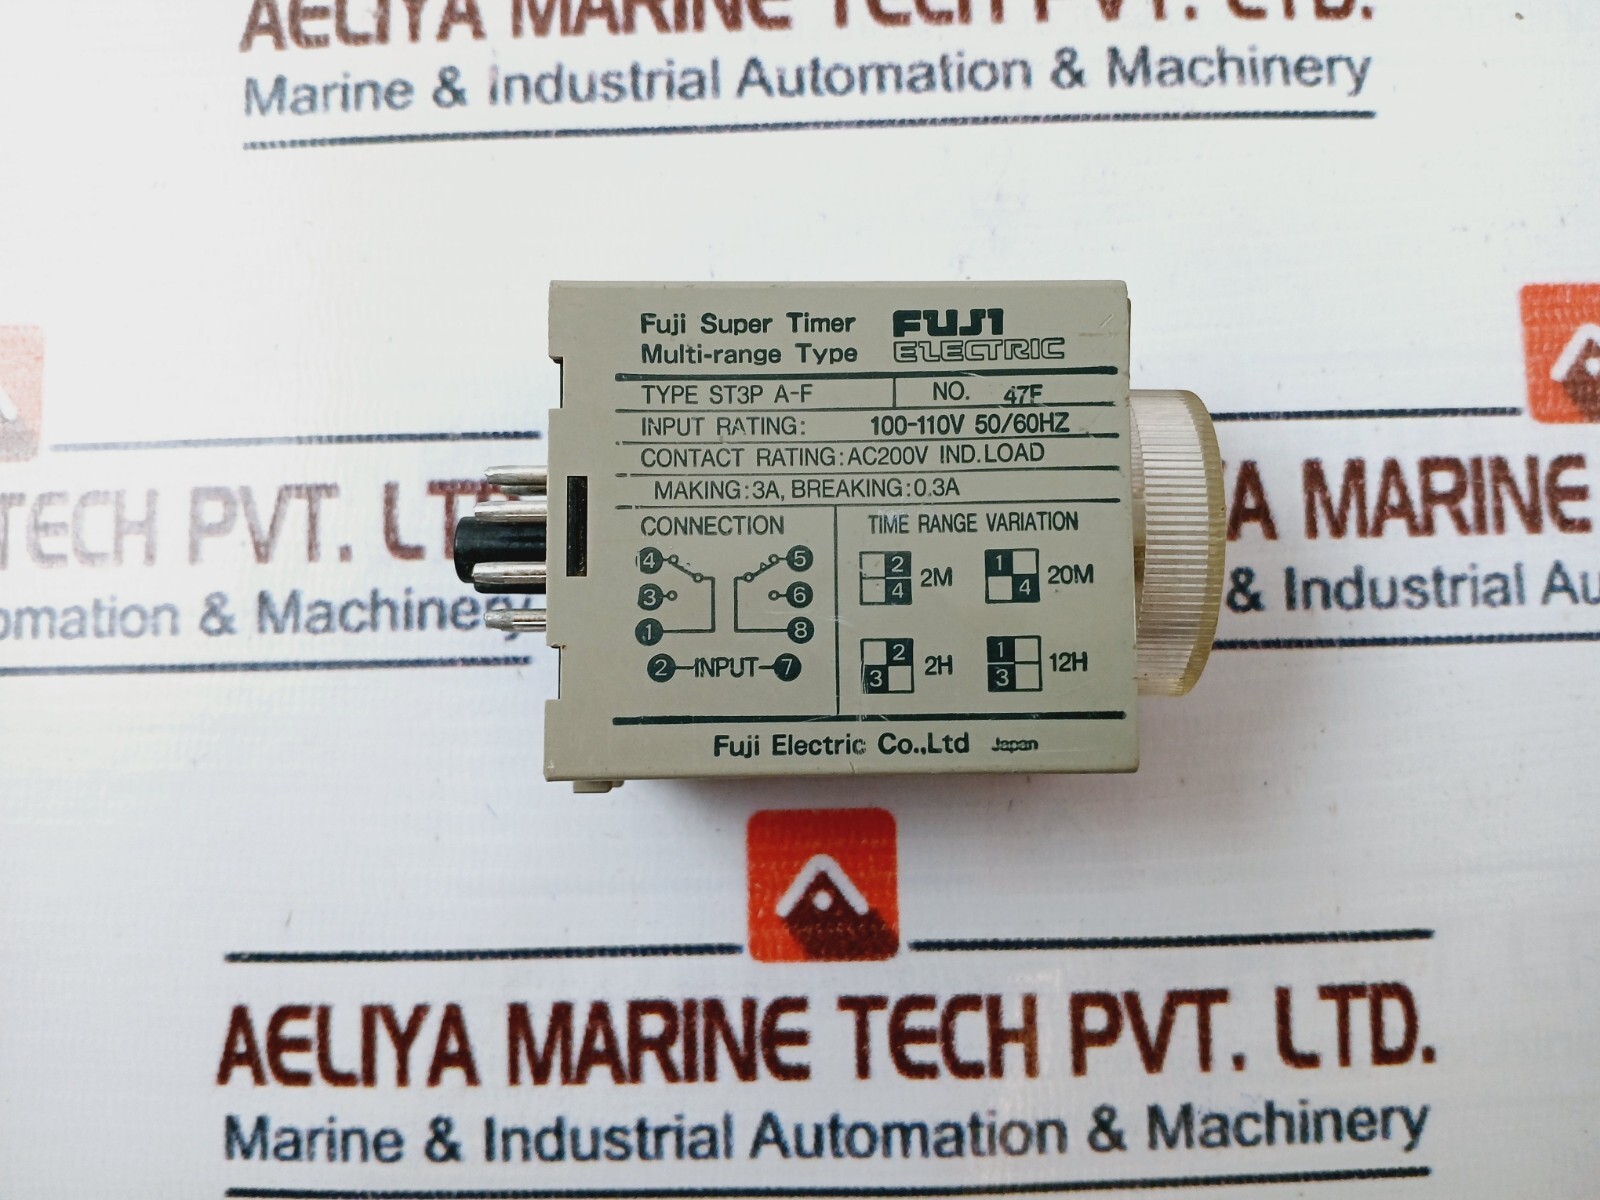 AELIYA MARINE TECH PVT. LTD.
Marine & Industrial Automation & Machinery
Fuji Super Timer
Multi-range Type
FUJI
ELECTRIC
TYPE ST3P A-F NO. 47F
INPUT RATING: 100-110V 50/60HZ
CONTACT RATING:AC200V IND.LOAD
MAKING:3A, BREAKING:0.3A
CONNECTION
4 5
3 6
1 8
2 INPUT 7
TIME RANGE VARIATION
2 4 2M
1 4 20M
2 3 2H
1 3 12H
Fuji Electric Co.,Ltd Japan
TECH PVT. LT
omation & Machinery
A MARINE
& Industrial Au
AELIYA MARINE TECH PVT. LTD.
Marine & Industrial Automation & Machinery